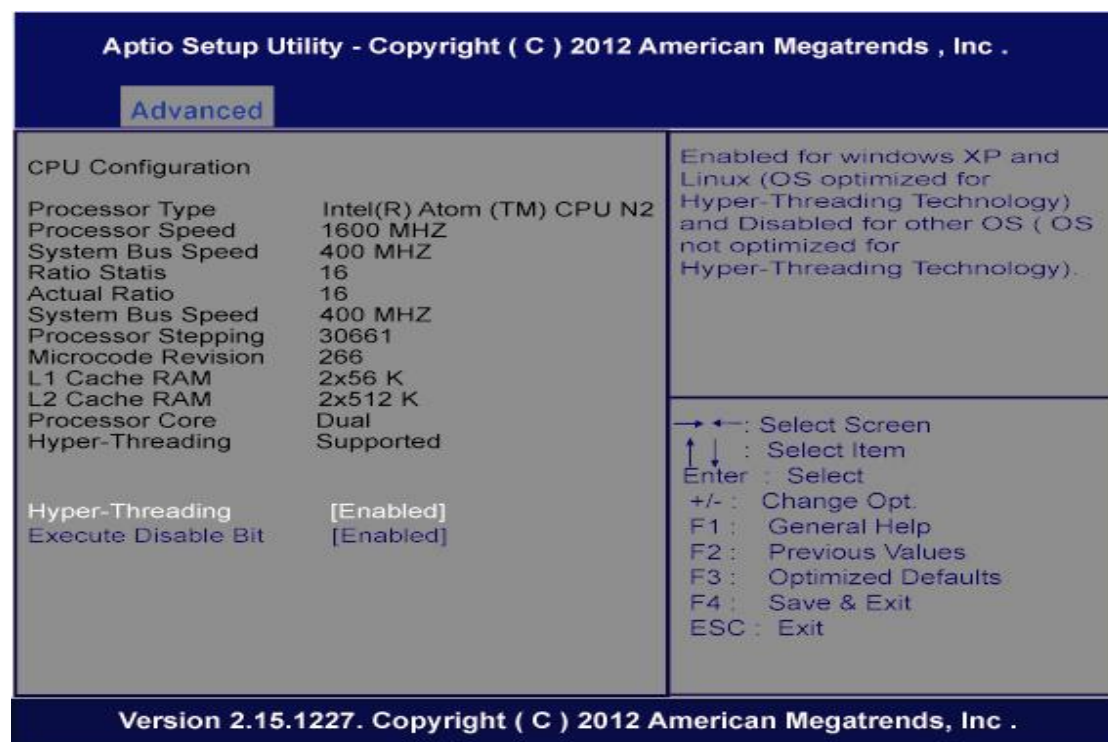 Aptio Setup Utility - Copyright ( C ) 2012 American Megatrends , Inc .
Advanced
CPU Configuration
Processor Type Intel(R) Atom (TM) CPU N2
Processor Speed 1600 MHZ
System Bus Speed 400 MHZ
Ratio Statis 16
Actual Ratio 16
System Bus Speed 400 MHZ
Processor Stepping 30661
Microcode Revision 266
L1 Cache RAM 2x56 K
L2 Cache RAM 2x512 K
Processor Core Dual
Hyper-Threading Supported
Hyper-Threading [Enabled]
Execute Disable Bit [Enabled]
Enabled for windows XP and
Linux (OS optimized for
Hyper-Threading Technology)
and Disabled for other OS ( OS
not optimized for
Hyper-Threading Technology).
→ ←: Select Screen
↑ ↓ : Select Item
Enter : Select
+/- : Change Opt.
F1 : General Help
F2 : Previous Values
F3 : Optimized Defaults
F4 : Save & Exit
ESC : Exit
Version 2.15.1227. Copyright ( C ) 2012 American Megatrends, Inc .